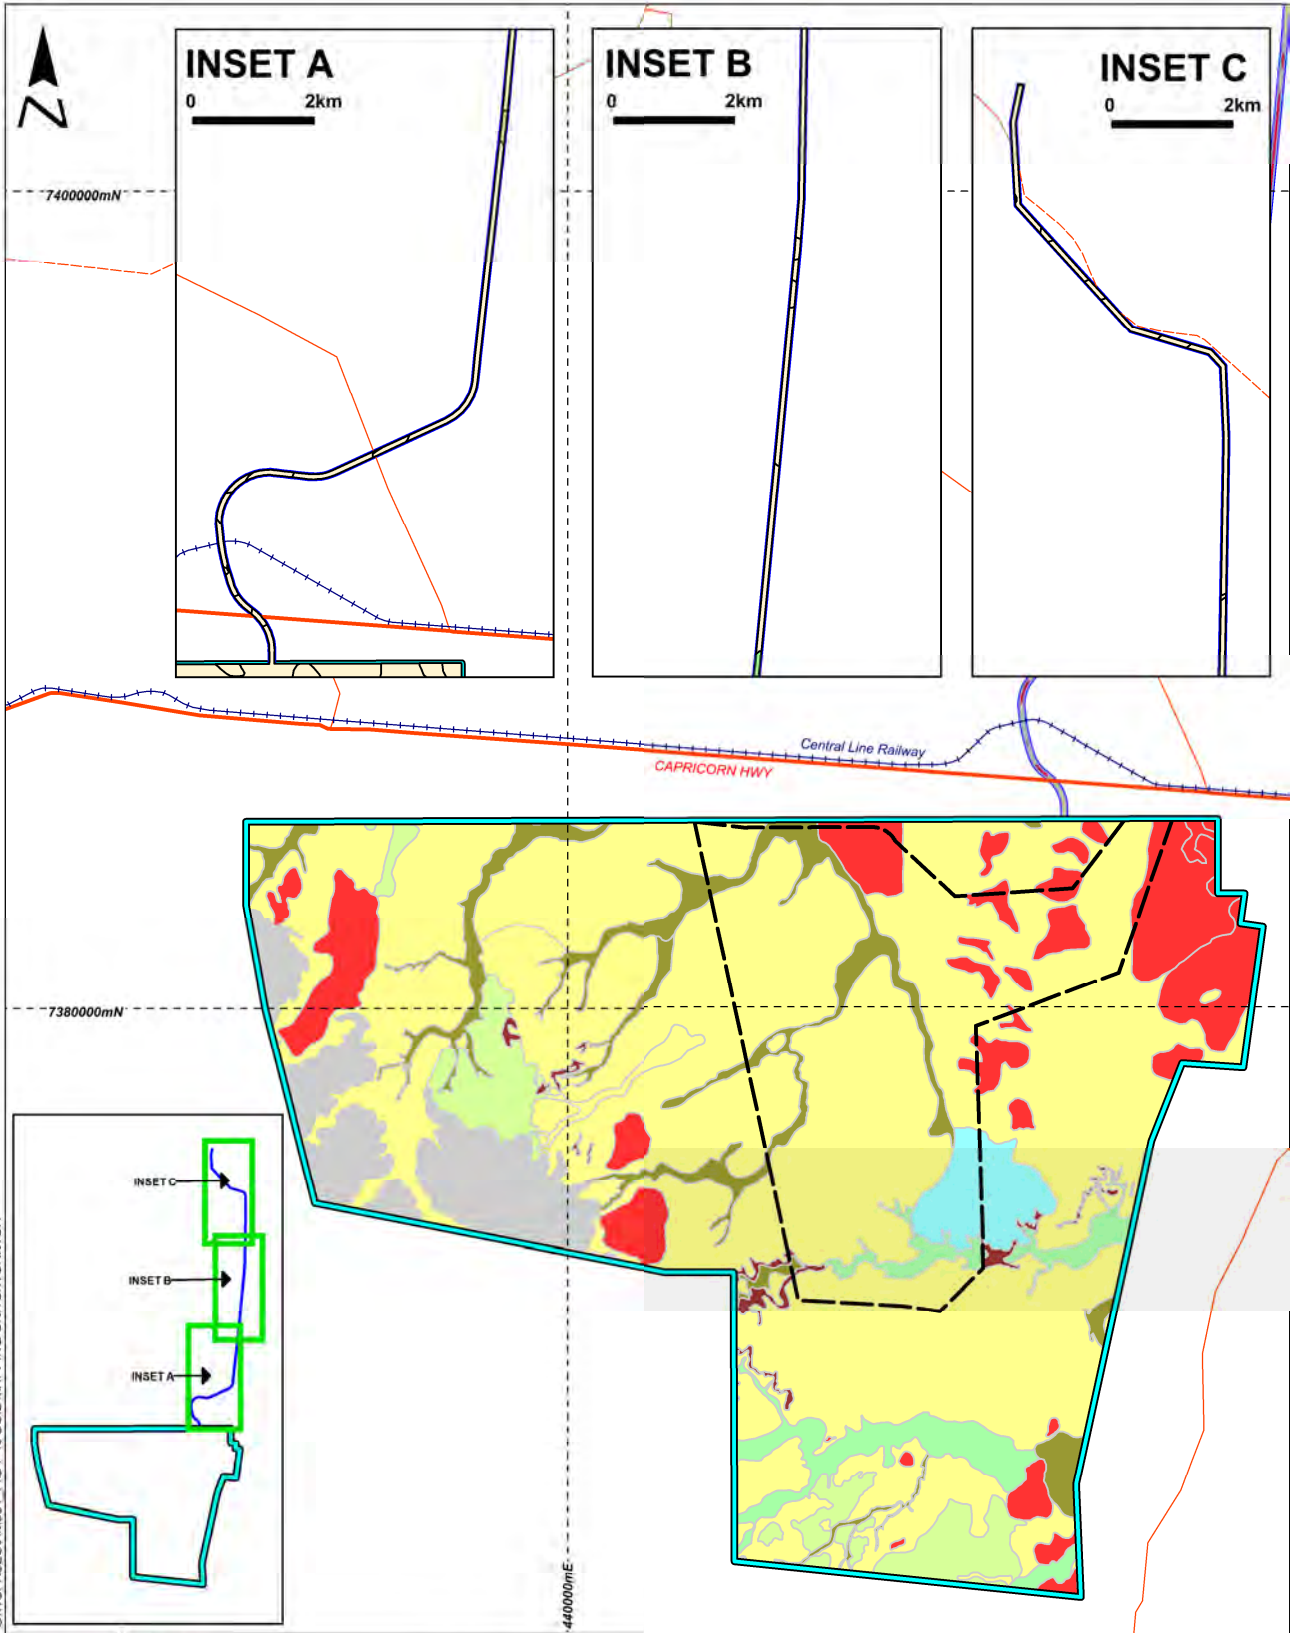 INSET A
0 2km
INSET B
0 2km
INSET C
0 2km
7400000mN
Central Line Railway
CAPRICORN HWY
7380000mN
INSET C
INSET B
INSET A
440000mE